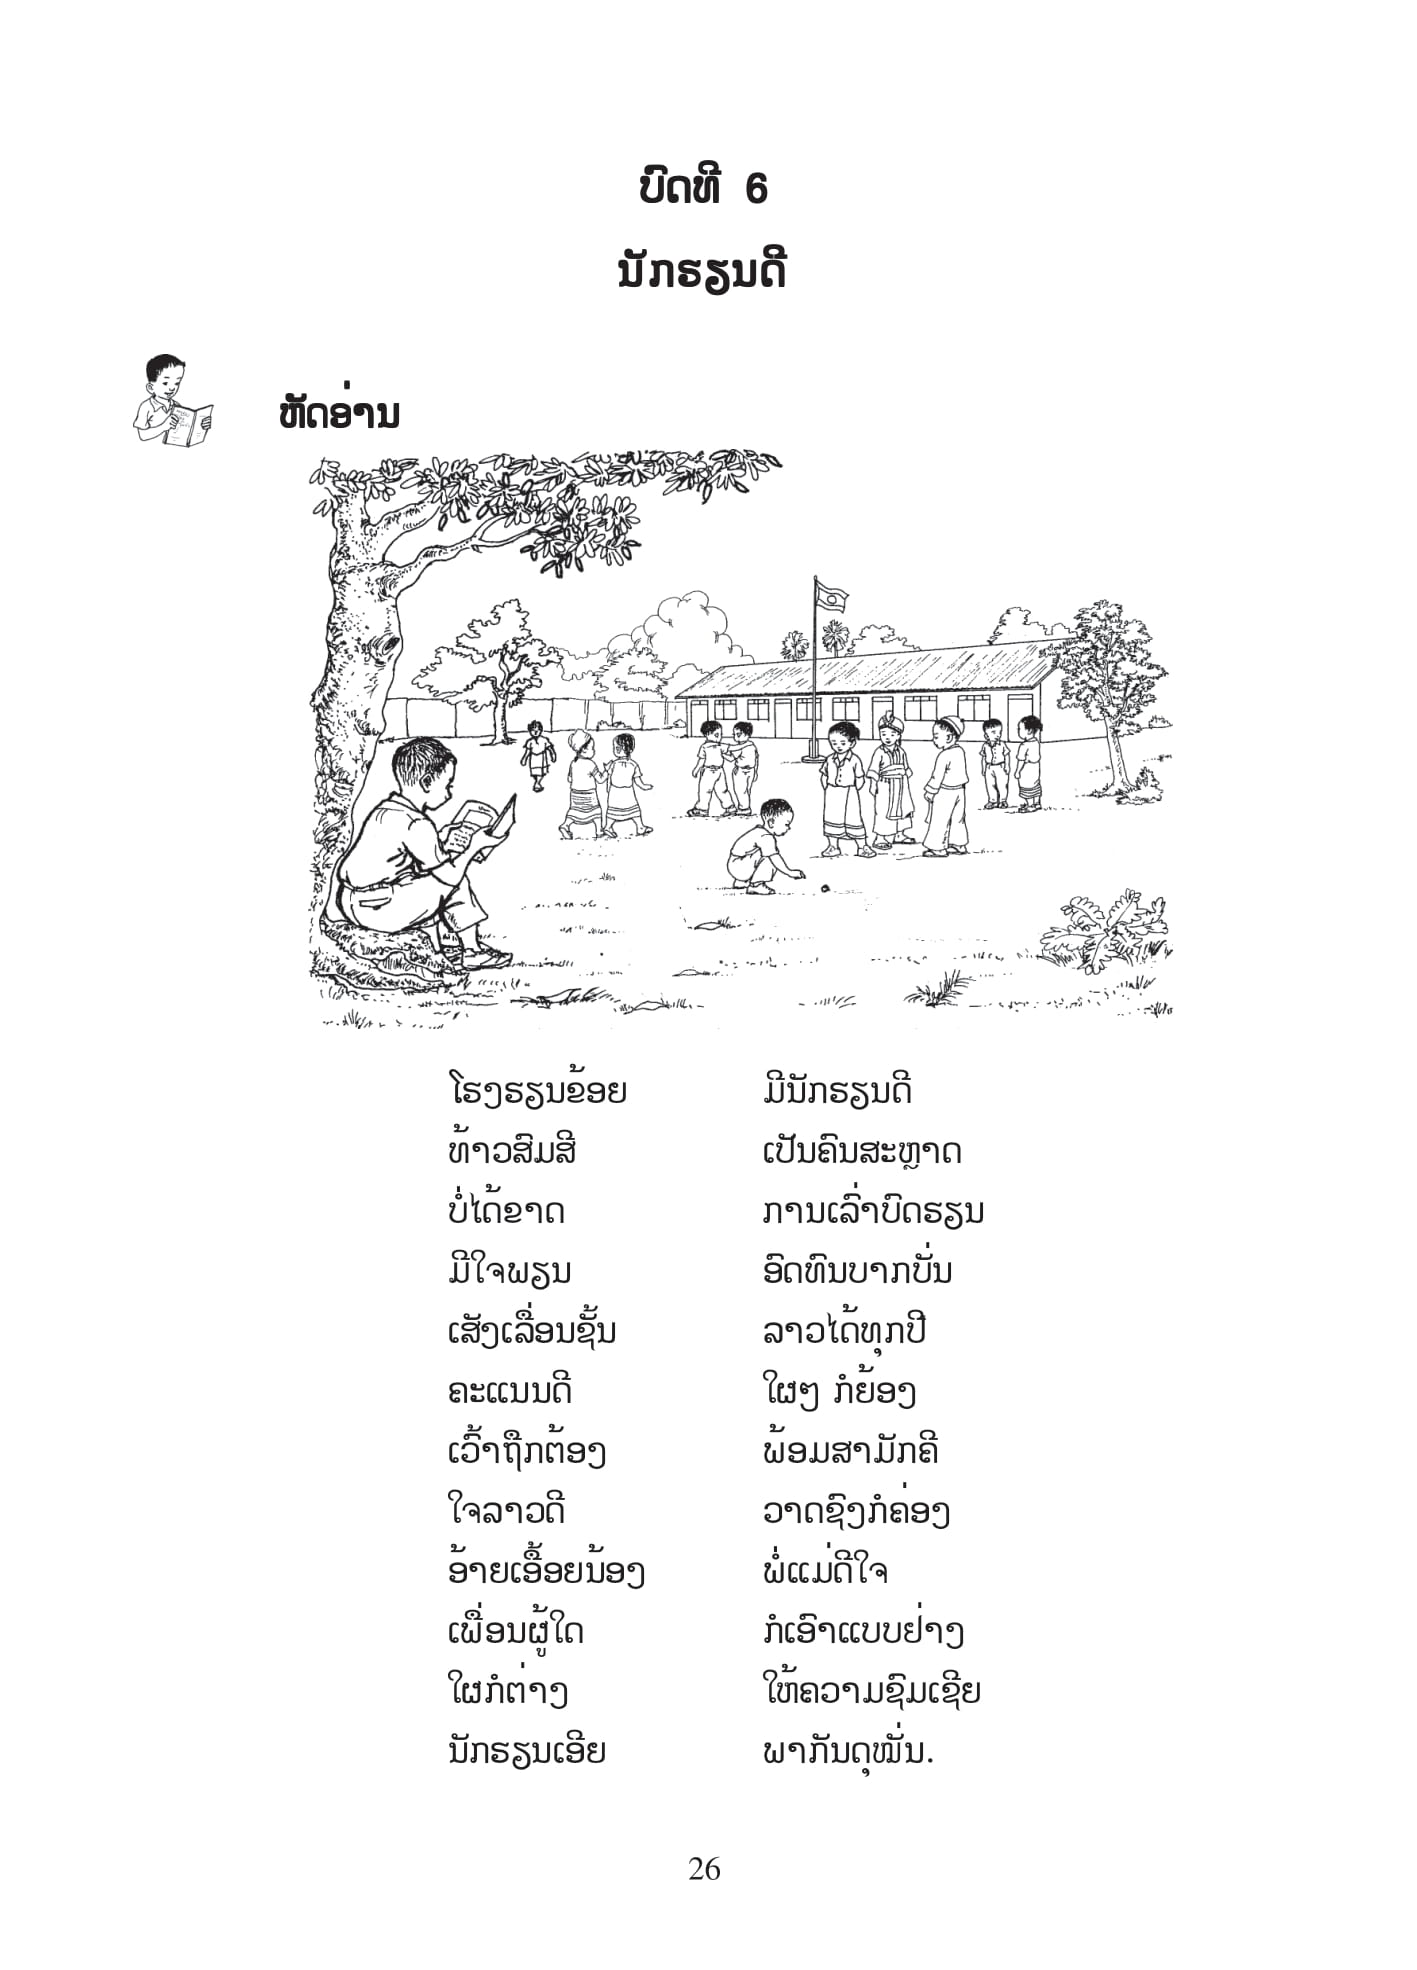 ບົດທີ 6
ນັກຮຽນດີ
ຫັດອ່ານ
ໂຮງຮຽນຂ້ອຍ ມີນັກຮຽນດີ
ທ້າວສົມສີ ເປັນຄົນສະຫຼາດ
ບໍ່ໄດ້ຂາດ ການເລົ່າບົດຮຽນ
ມີໃຈພຽນ ອົດທົນບາກບັ່ນ
ເສັງເລື່ອນຊັ້ນ ລາວໄດ້ທຸກປີ
ຄະແນນດີ ໃຜໆ ກໍຍ້ອງ
ເວົ້າຖືກຕ້ອງ ພ້ອມສາມັກຄີ
ໃຈລາວດີ ວາດຊົງກໍຄ່ອງ
ອ້າຍເອື້ອຍນ້ອງ ພໍ່ແມ່ດີໃຈ
ເພື່ອນຜູ້ໃດ ກໍເອົາແບບຢ່າງ
ໃຜກໍຕ່າງ ໃຫ້ຄວາມຊົມເຊີຍ
ນັກຮຽນເອີຍ ພາກັນດຸໝັ່ນ.
26